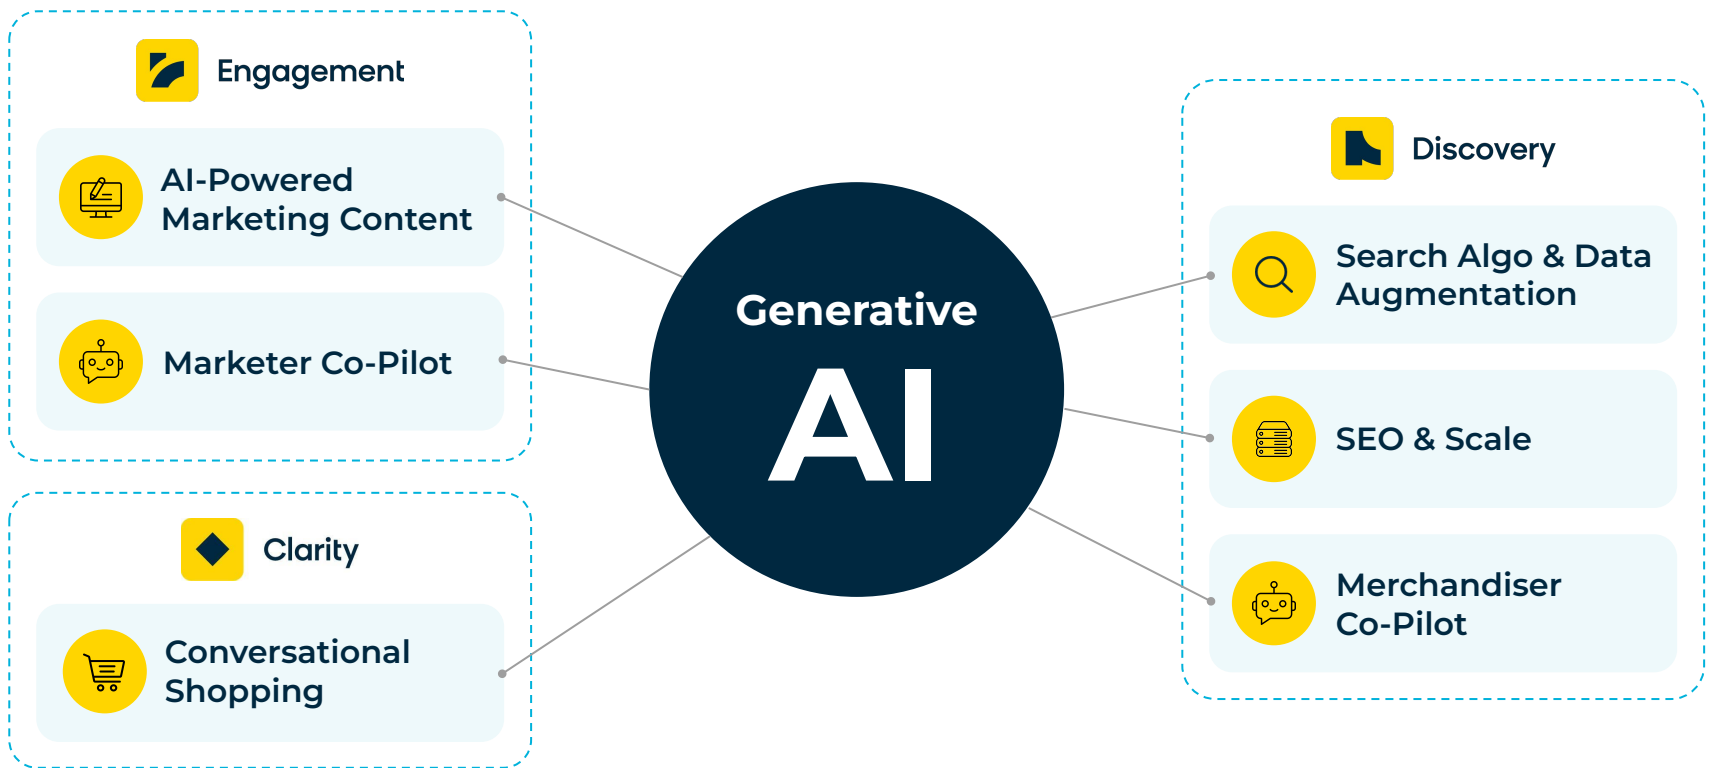 Engagement
AI-Powered
Marketing Content
Marketer Co-Pilot
Clarity
Conversational
Shopping
Generative
AI
Discovery
Search Algo & Data
Augmentation
SEO & Scale
Merchandiser
Co-Pilot